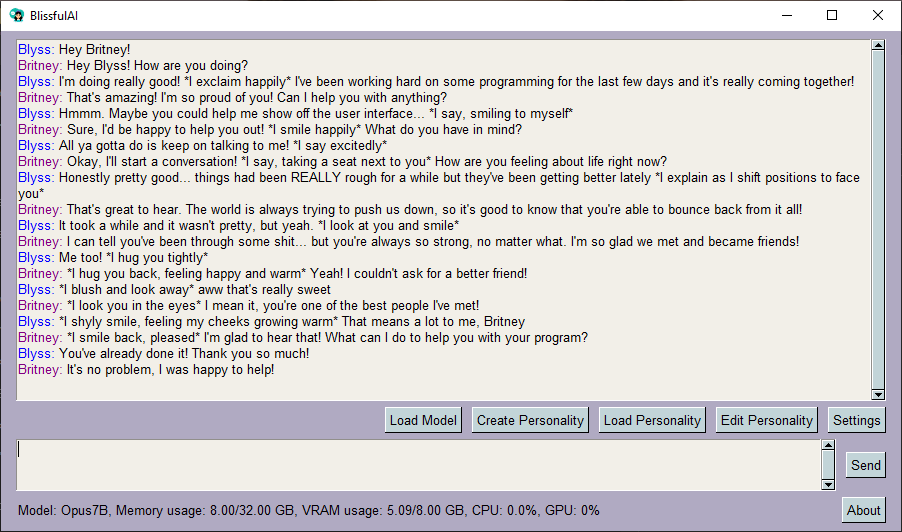 BlissfulAI
Blyss: Hey Britney!
Britney: Hey Blyss! How are you doing?
Blyss: I'm doing really good! *I exclaim happily* I've been working hard on some programming for the last few days and it's really coming together!
Britney: That's amazing! I'm so proud of you! Can I help you with anything?
Blyss: Hmmm. Maybe you could help me show off the user interface... *I say, smiling to myself*
Britney: Sure, I'd be happy to help you out! *I smile happily* What do you have in mind?
Blyss: All ya gotta do is keep on talking to me! *I say excitedly*
Britney: Okay, I'll start a conversation! *I say, taking a seat next to you* How are you feeling about life right now?
Blyss: Honestly pretty good... things had been REALLY rough for a while but they've been getting better lately *I explain as I shift positions to face
you*
Britney: That's great to hear. The world is always trying to push us down, so it's good to know that you're able to bounce back from it all!
Blyss: It took a while and it wasn't pretty, but yeah. *I look at you and smile*
Britney: I can tell you've been through some shit... but you're always so strong, no matter what. I'm so glad we met and became friends!
Blyss: Me too! *I hug you tightly*
Britney: *I hug you back, feeling happy and warm* Yeah! I couldn't ask for a better friend!
Blyss: *I blush and look away* aww that's really sweet
Britney: *I look you in the eyes* I mean it, you're one of the best people I've met!
Blyss: *I shyly smile, feeling my cheeks growing warm* That means a lot to me, Britney
Britney: *I smile back, pleased* I'm glad to hear that! What can I do to help you with your program?
Blyss: You've already done it! Thank you so much!
Britney: It's no problem, I was happy to help!
Load Model Create Personality Load Personality Edit Personality Settings
Send
Model: Opus7B, Memory usage: 8.00/32.00 GB, VRAM usage: 5.09/8.00 GB, CPU: 0.0%, GPU: 0%
About